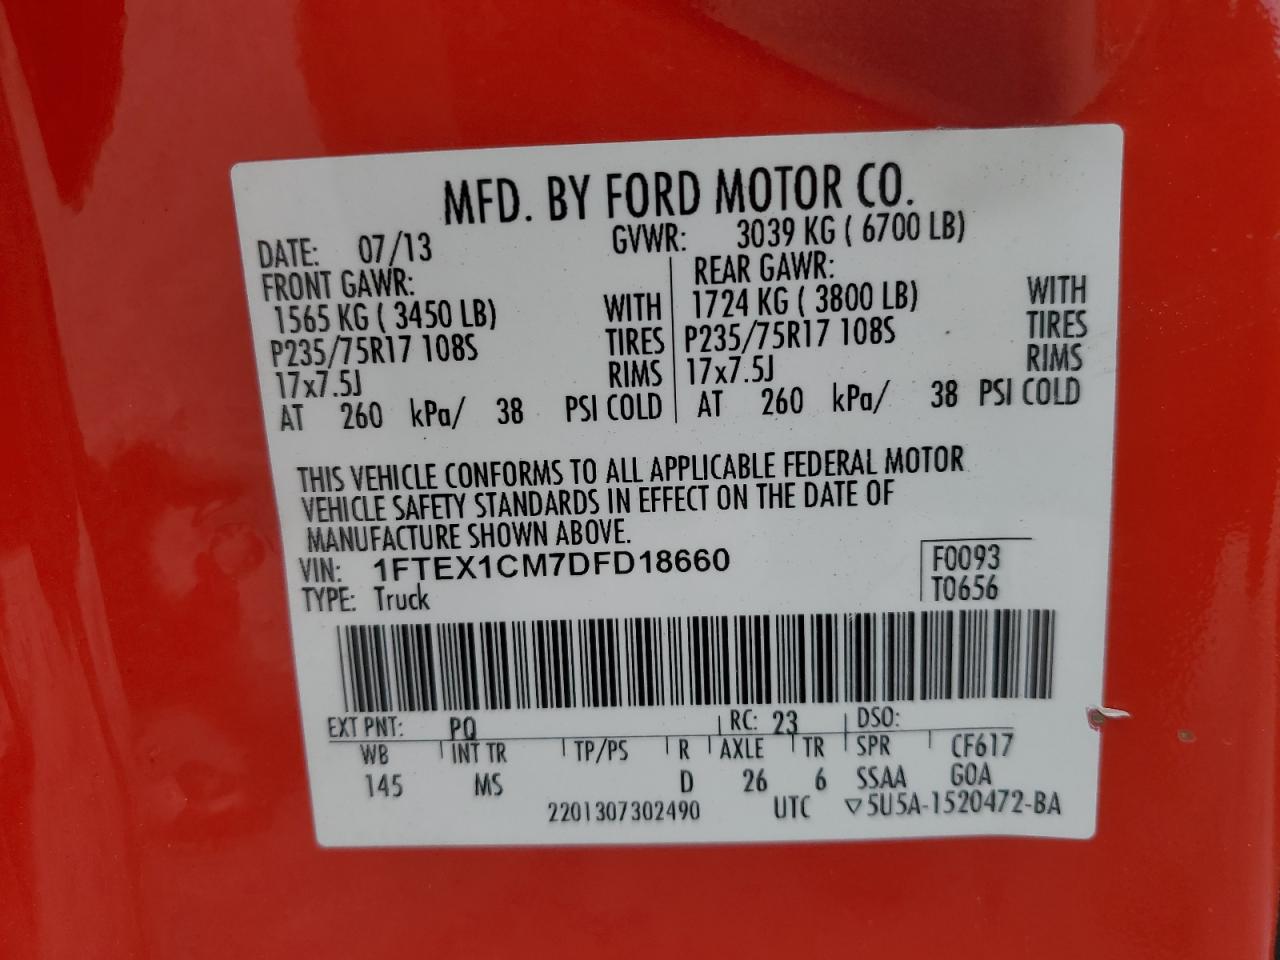 MFD. BY FORD MOTOR CO.
DATE: 07/13 GVWR: 3039 KG ( 6700 LB)
FRONT GAWR: REAR GAWR:
1565 KG ( 3450 LB) WITH 1724 KG ( 3800 LB) WITH
P235/75R17 108S TIRES P235/75R17 108S TIRES
17x7.5J RIMS 17x7.5J RIMS
AT 260 kPa/ 38 PSI COLD AT 260 kPa/ 38 PSI COLD
THIS VEHICLE CONFORMS TO ALL APPLICABLE FEDERAL MOTOR
VEHICLE SAFETY STANDARDS IN EFFECT ON THE DATE OF
MANUFACTURE SHOWN ABOVE.
VIN: 1FTEX1CM7DFD18660 F0093
TYPE: Truck T0656
EXT PNT: PQ RC: 23 DSO:
WB INT TR TP/PS R AXLE TR SPR CF617
145 MS D 26 6 SSAA GOA
2201307302490 UTC ▽5U5A-1520472-BA